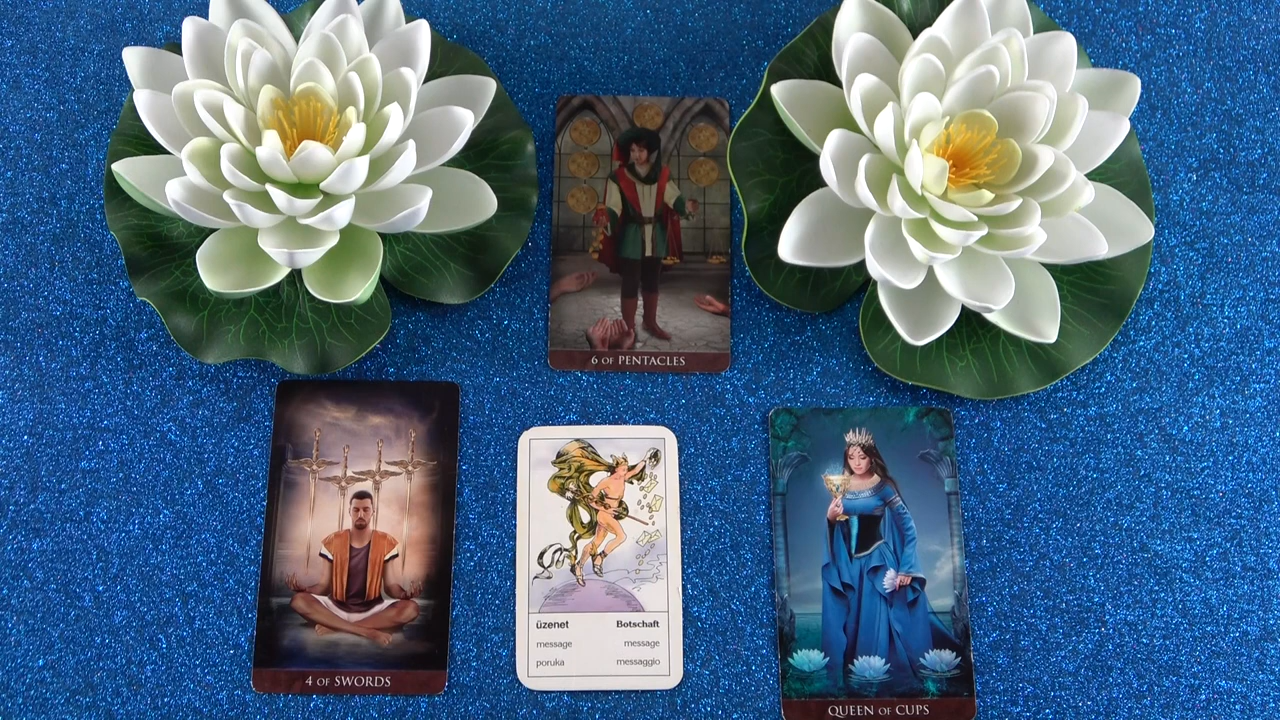 6 OF PENTACLES
4 OF SWORDS
üzenet Botschaft
message message
poruka messaggio
QUEEN OF CUPS